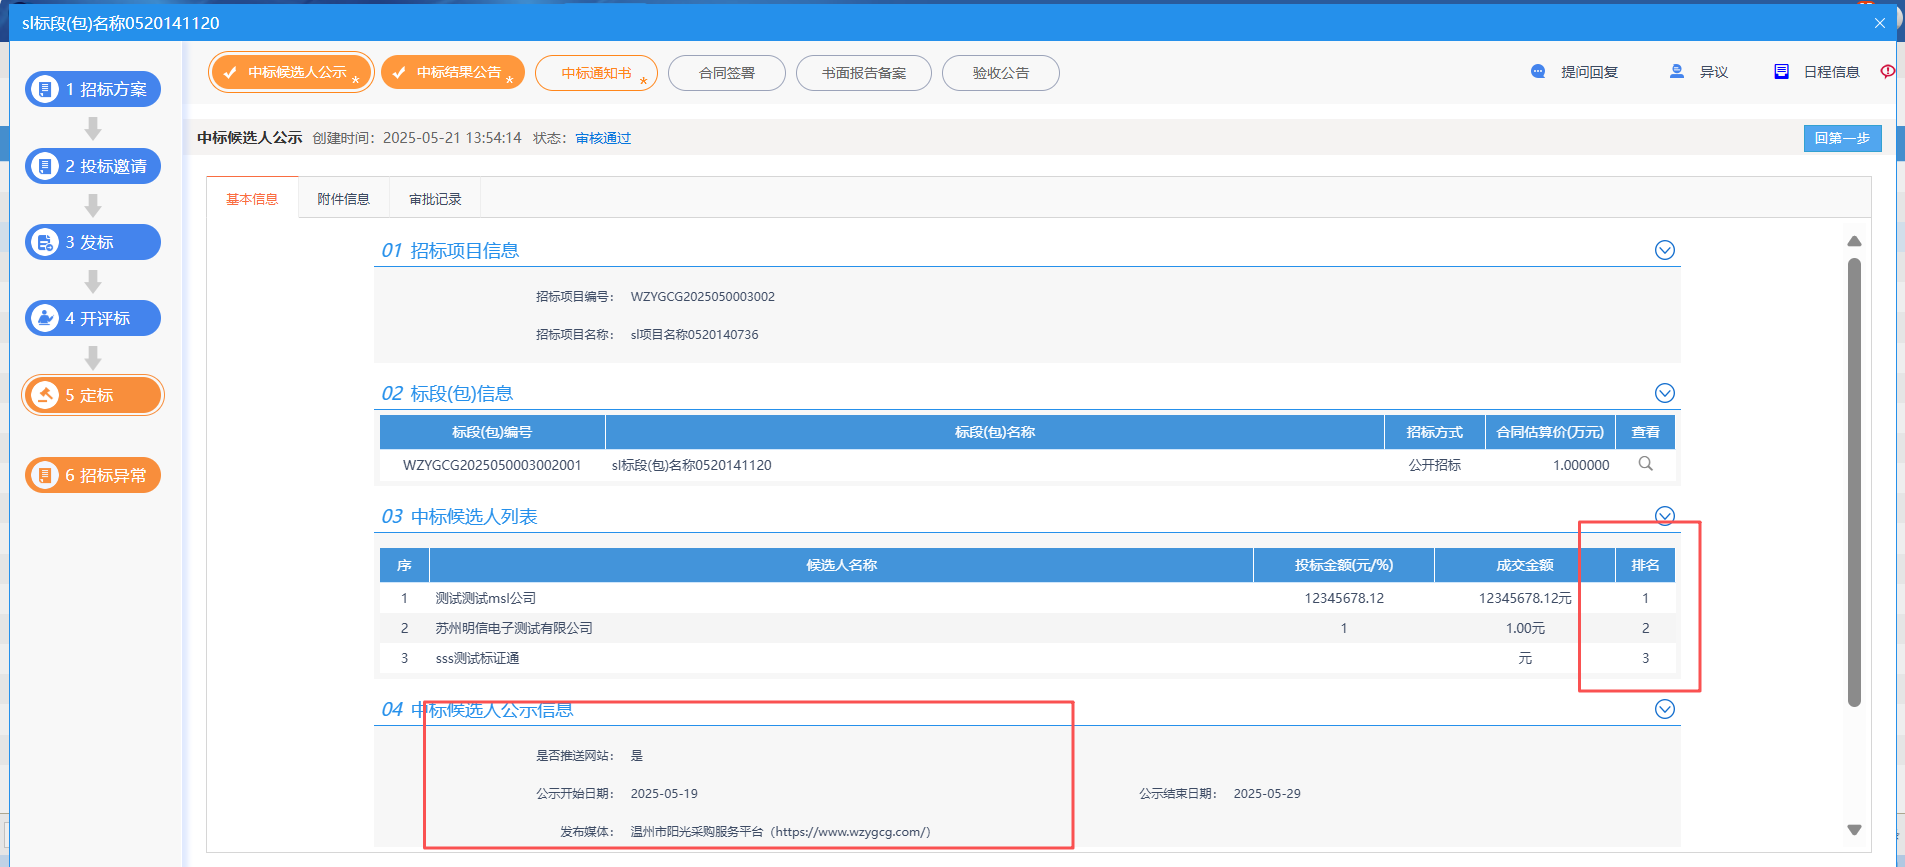 sl标段(包)名称0520141120
1 招标方案
2 投标邀请
3 发标
4 开评标
5 定标
6 招标异常
中标候选人公示 *
中标结果公告 *
中标通知书 *
合同签署
书面报告备案
验收公告
提问回复
异议
日程信息
中标候选人公示 创建时间：2025-05-21 13:54:14 状态：审核通过
回第一步
基本信息
附件信息
审批记录
01 招标项目信息
招标项目编号： WZYGCG2025050003002
招标项目名称： sl项目名称0520140736
02 标段(包)信息
标段(包)编号 标段(包)名称 招标方式 合同估算价(万元) 查看
WZYGCG2025050003002001 sl标段(包)名称0520141120 公开招标 1.000000
03 中标候选人列表
序 候选人名称 投标金额(元/%) 成交金额 排名
1 测试测试msl公司 12345678.12 12345678.12元 1
2 苏州明信电子测试有限公司 1 1.00元 2
3 sss测试标证通 元 3
04 中标候选人公示信息
是否推送网站： 是
公示开始日期： 2025-05-19 公示结束日期： 2025-05-29
发布媒体： 温州市阳光采购服务平台（https://www.wzygcg.com/）